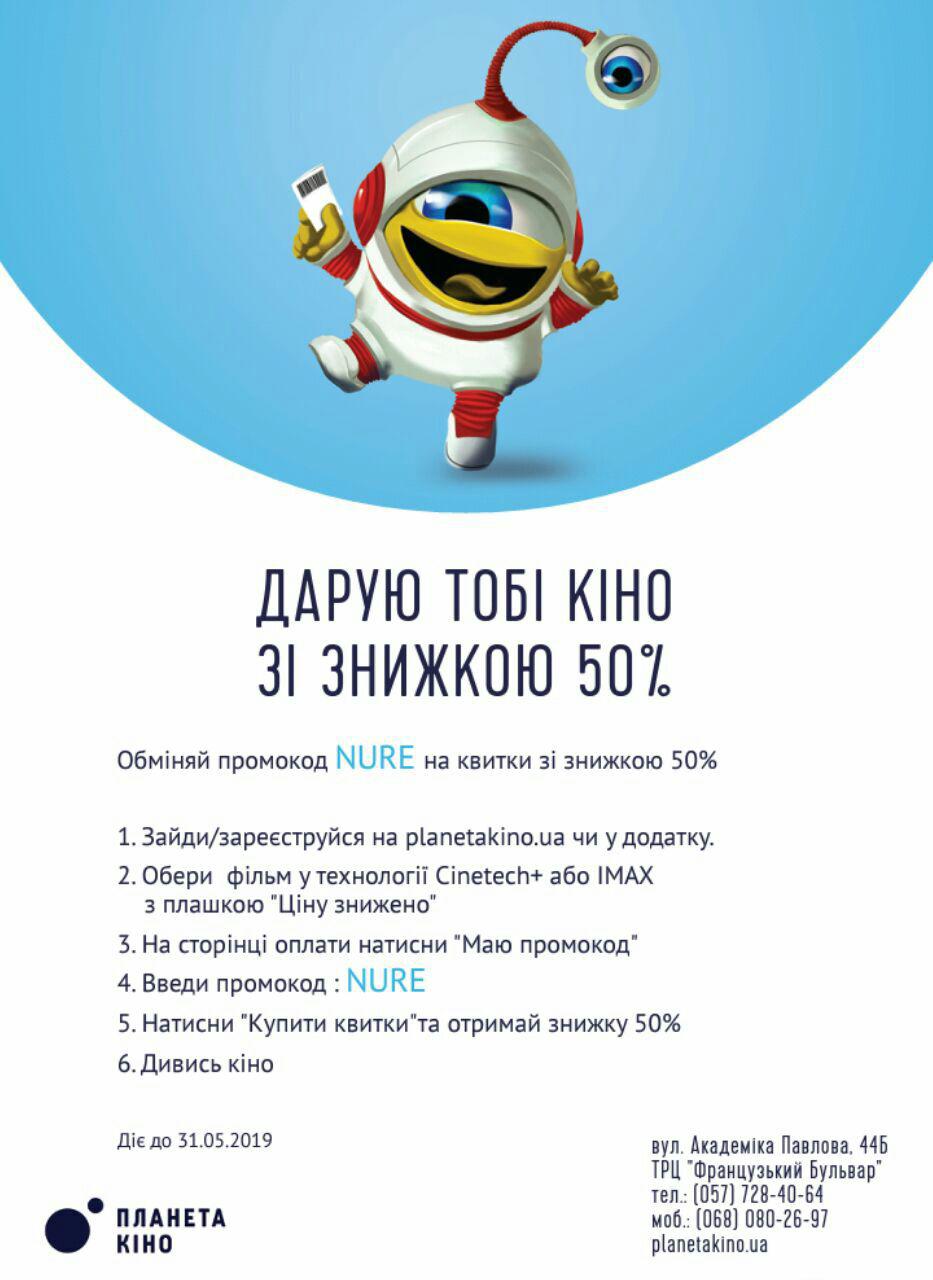 ДАРУЮ ТОБІ КІНО
ЗІ ЗНИЖКОЮ 50%
Обміняй промокод NURE на квитки зі знижкою 50%
1. Зайди/зареєструйся на planetakino.ua чи у додатку.
2. Обери фільм у технології Cinetech+ або IMAX
з плашкою "Ціну знижено"
3. На сторінці оплати натисни "Маю промокод"
4. Введи промокод : NURE
5. Натисни "Купити квитки"та отримай знижку 50%
6. Дивись кіно
Діє до 31.05.2019
вул. Академіка Павлова, 44Б
ТРЦ "Французький Бульвар"
тел.: (057) 728-40-64
моб.: (068) 080-26-97
planetakino.ua
ПЛАНЕТА
КІНО